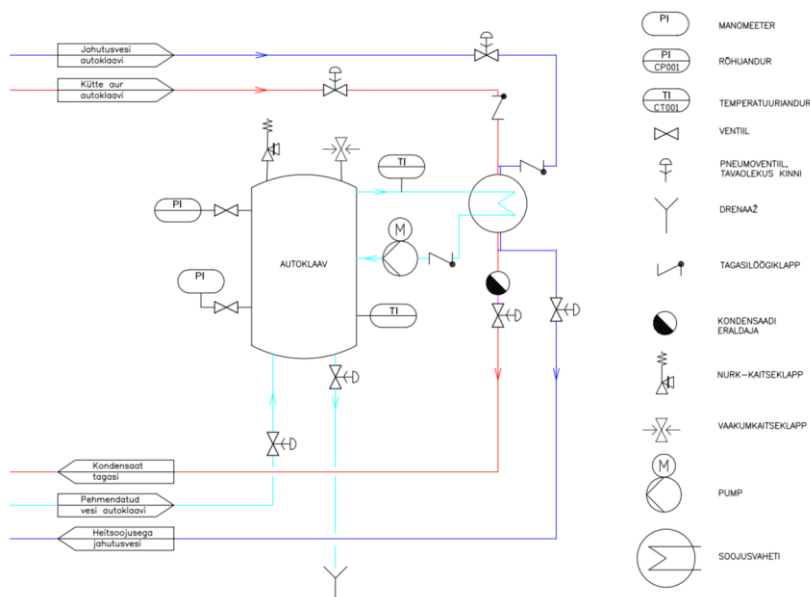 Jahutusvesi
autoklaavi
Kütte aur
autoklaavi
TI
PI
M
AUTOKLAAV
PI
TI
Kondensaat
tagasi
Pehmendatud
vesi autoklaavi
Heitsoojusega
jahutusvesi
PI
MANOMEETER
PI
CP001
RÕHUANDUR
TI
CT001
TEMPERATUURIANDUR
VENTIIL
PNEUMOVENTIIL,
TAVAOLEKUS KINNI
DRENAAŽ
TAGASILÖÖGIKLAPP
KONDENSAADI
ERALDAJA
NURK-KAITSEKLAPP
VAAKUMKAITSEKLAPP
M
PUMP
SOOJUSVAHETI